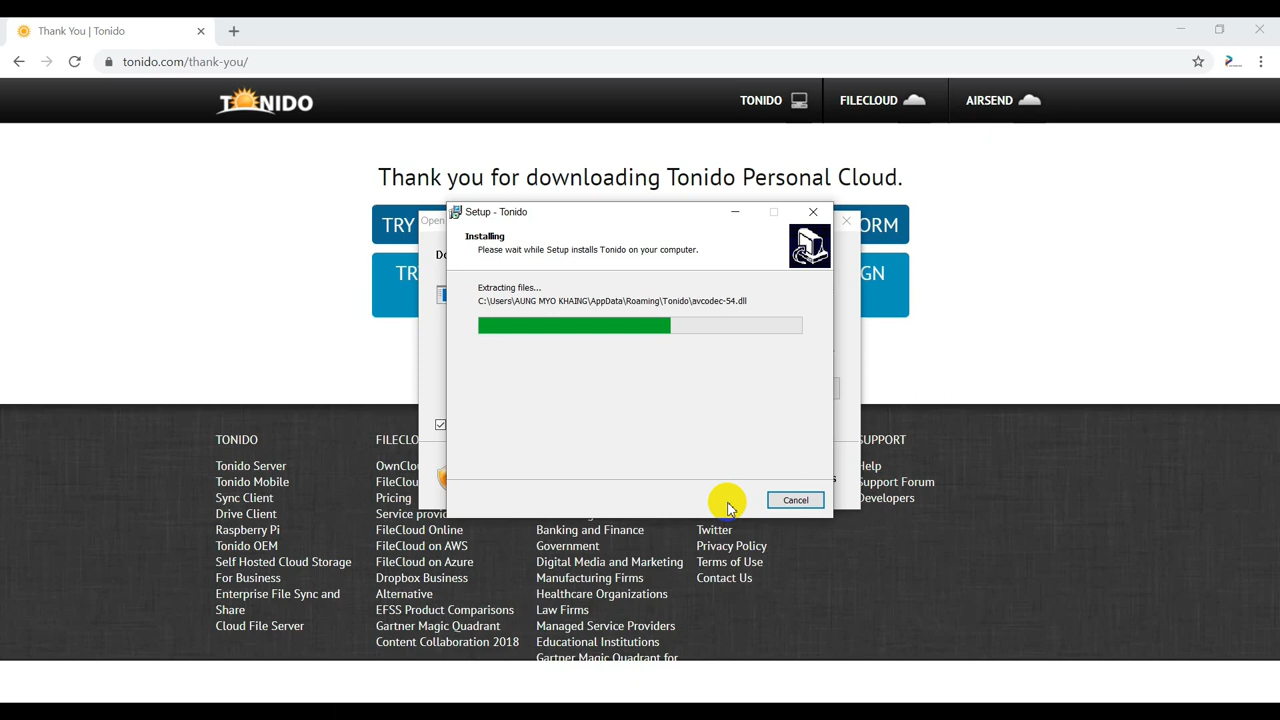 Thank You | Tonido
tonido.com/thank-you/
TONIDO
TONIDO
FILECLOUD
AIRSEND
Thank you for downloading Tonido Personal Cloud.
TRY
Open
Setup - Tonido
ORM
Installing
Please wait while Setup installs Tonido on your computer.
Extracting files...
C:\Users\AUNG MYO KHAING\AppData\Roaming\Tonido\avcodec-54.dll
Cancel
TONIDO
Tonido Server
Tonido Mobile
Sync Client
Drive Client
Raspberry Pi
Tonido OEM
Self Hosted Cloud Storage
For Business
Enterprise File Sync and
Share
Cloud File Server
FileCloud Online
FileCloud on AWS
FileCloud on Azure
Dropbox Business
Alternative
EFSS Product Comparisons
Gartner Magic Quadrant
Content Collaboration 2018
Pricing
Banking and Finance
Government
Digital Media and Marketing
Manufacturing Firms
Healthcare Organizations
Law Firms
Managed Service Providers
Educational Institutions
Gartner Magic Quadrant for
Twitter
Privacy Policy
Terms of Use
Contact Us
SUPPORT
Help
Support Forum
Developers